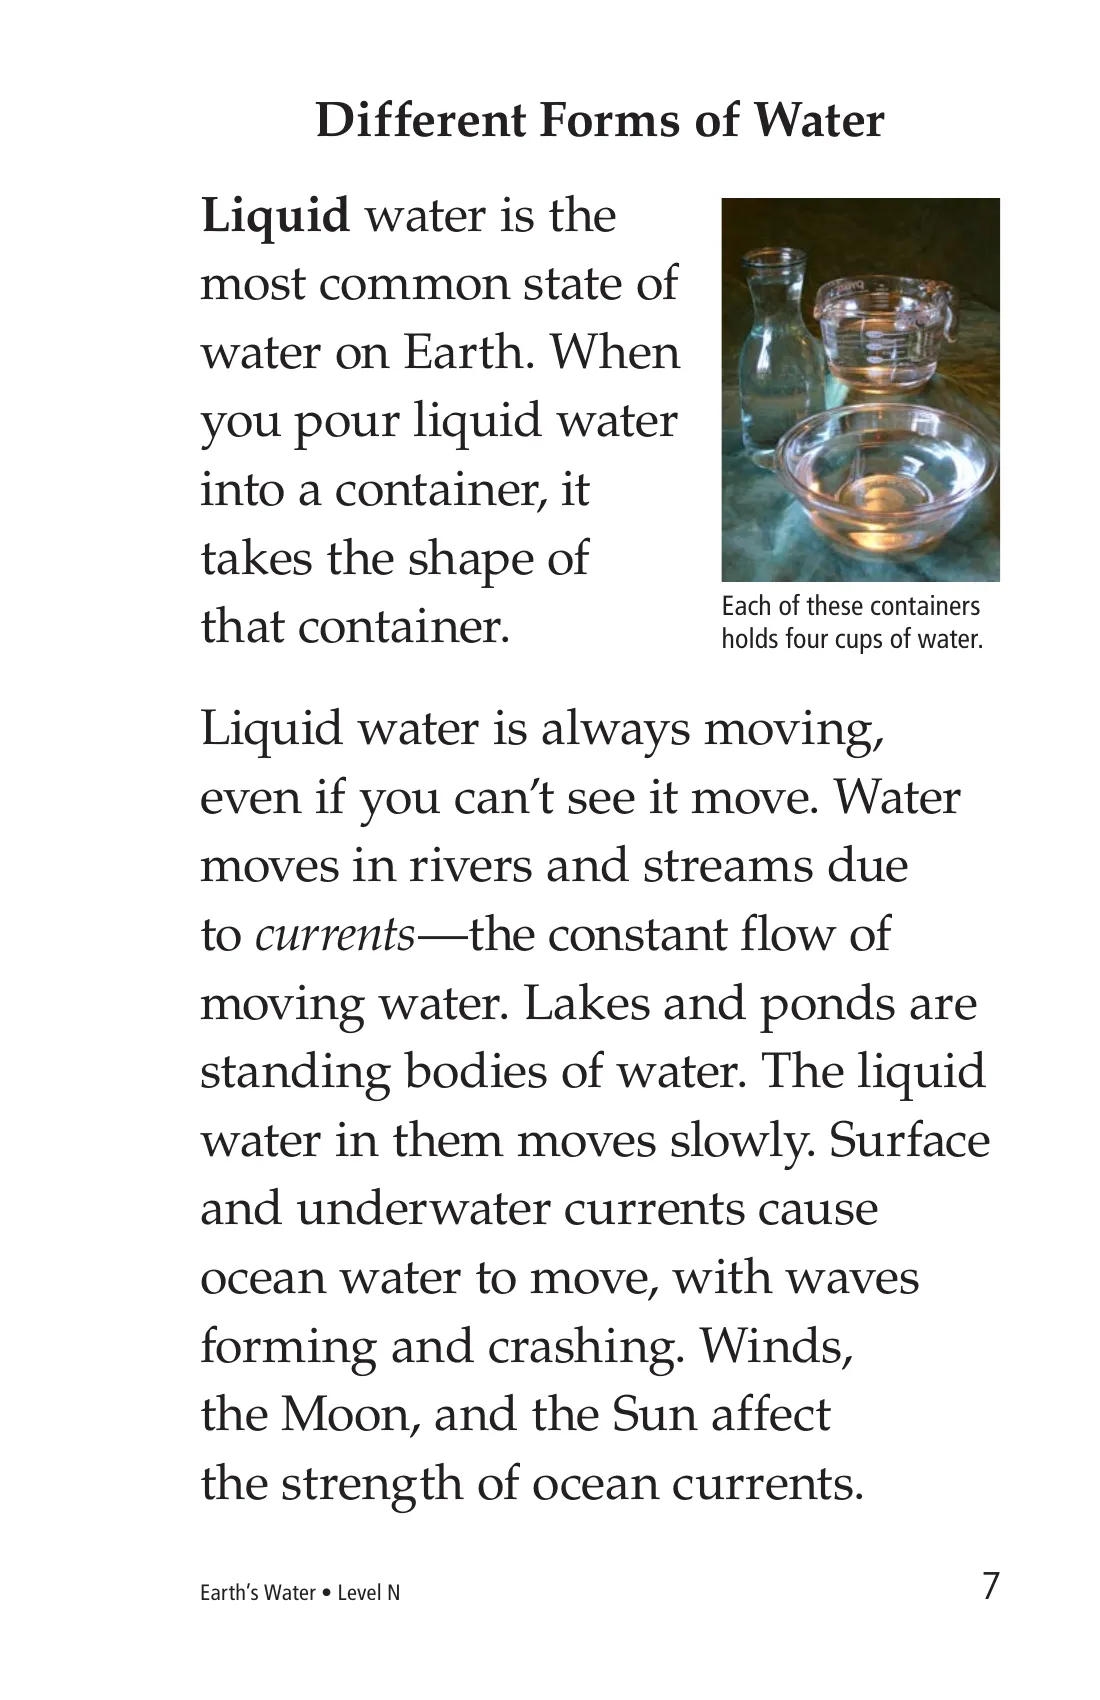 Different Forms of Water
Liquid water is the
most common state of
water on Earth. When
you pour liquid water
into a container, it
takes the shape of
that container.
Each of these containers
holds four cups of water.
Liquid water is always moving,
even if you can’t see it move. Water
moves in rivers and streams due
to currents—the constant flow of
moving water. Lakes and ponds are
standing bodies of water. The liquid
water in them moves slowly. Surface
and underwater currents cause
ocean water to move, with waves
forming and crashing. Winds,
the Moon, and the Sun affect
the strength of ocean currents.
Earth’s Water • Level N
7